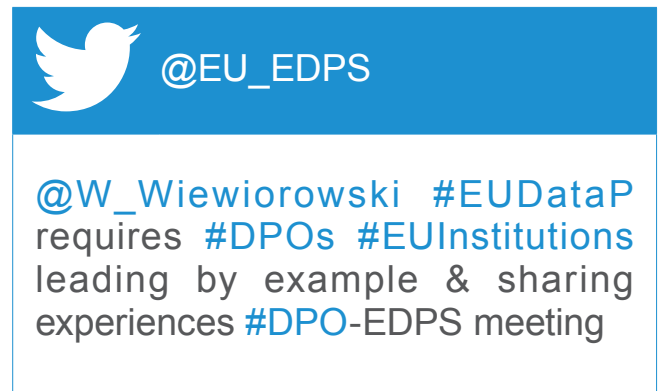 @EU_EDPS
@W_Wiewiorowski #EUDataP
requires #DPOs #EUInstitutions
leading by example & sharing
experiences #DPO-EDPS meeting